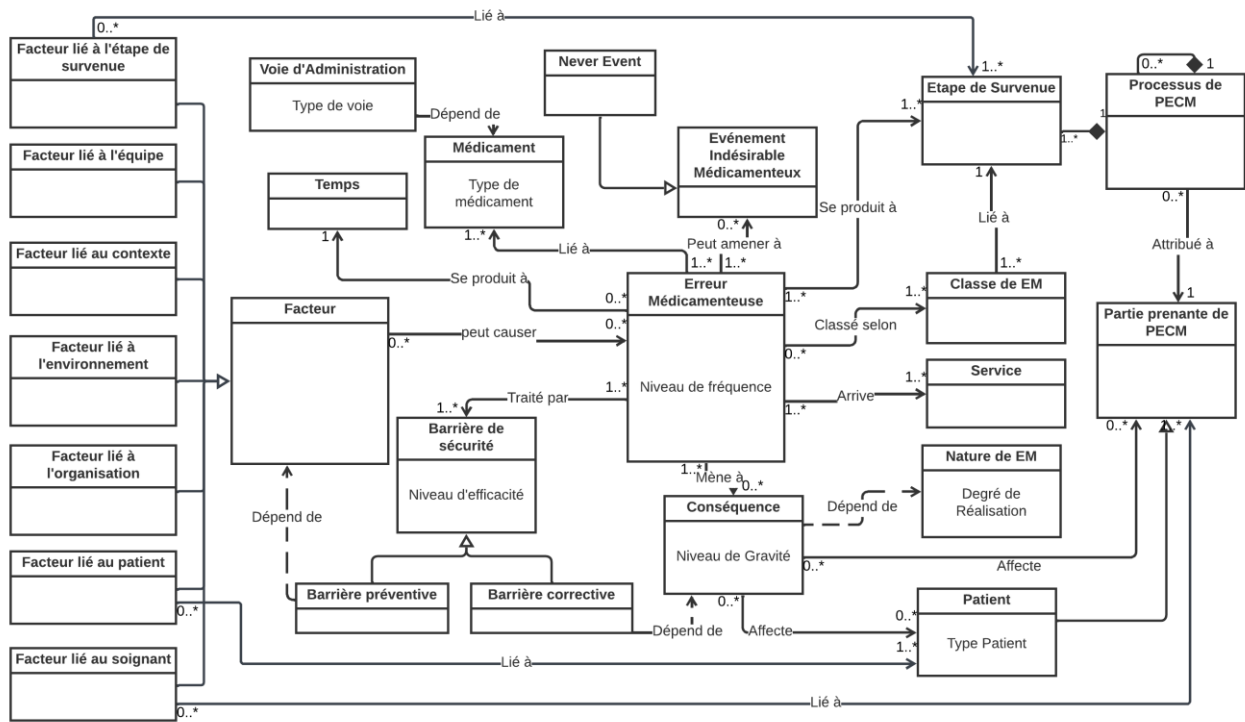 Lié à
0..*
1..*
Facteur lié à l'étape de
survenue
Voie d'Administration
Type de voie
Dépend de
Never Event
Etape de Survenue
1..*
1..*
0..*
1
Processus de
PECM
1
Facteur lié à l'équipe
Médicament
Type de
médicament
1..*
Evénement
Indésirable
Médicamenteux
0..*
Temps
1
Se produit à
1
Lié à
1..*
0..*
Attribué à
1
Facteur lié au contexte
Se produit à
0..*
Lié à
1..*
Peut amener à
1..*
Erreur
Médicamenteuse
Niveau de fréquence
1..*
Classe de EM
1..*
Classé selon
0..*
Partie prenante de
PECM
0..*
1..*
Facteur
0..*
peut causer
0..*
Facteur lié à
l'environnement
Service
1..*
Arrive
1..*
Traité par
1..*
1..*
Barrière de
sécurité
Niveau d'efficacité
Facteur lié à
l'organisation
1..*
Mène à
0..*
Conséquence
Niveau de Gravité
Dépend de
Nature de EM
Degré de
Réalisation
Dépend de
0..*
Affecte
Facteur lié au patient
0..*
Barrière préventive
Barrière corrective
Dépend de
0..*
Affecte
0..*
1..*
Patient
Type Patient
Facteur lié au soignant
0..*
Lié à
Lié à